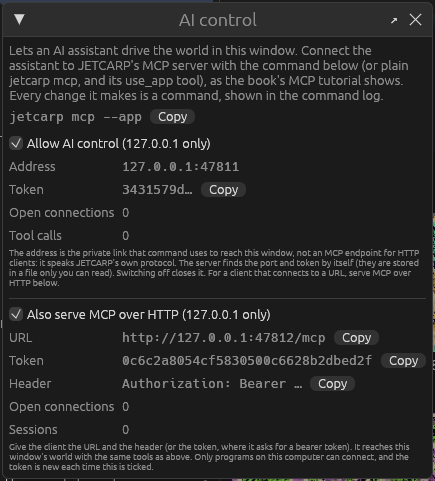 AI control
Lets an AI assistant drive the world in this window. Connect the
assistant to JETCARP's MCP server with the command below (or plain
jetcarp mcp, and its use_app tool), as the book's MCP tutorial shows.
Every change it makes is a command, shown in the command log.
jetcarp mcp --app Copy
Allow AI control (127.0.0.1 only)
Address 127.0.0.1:47811
Token 3431579d… Copy
Open connections 0
Tool calls 0
The address is the private link that command uses to reach this window, not an MCP endpoint for HTTP
clients: it speaks JETCARP's own protocol. The server finds the port and token by itself (they are stored
in a file only you can read). Switching off closes it. For a client that connects to a URL, serve MCP over
HTTP below.
Also serve MCP over HTTP (127.0.0.1 only)
URL http://127.0.0.1:47812/mcp Copy
Token 0c6c2a8054cf5830500c6628b2dbed2f Copy
Header Authorization: Bearer … Copy
Open connections 0
Sessions 0
Give the client the URL and the header (or the token, where it asks for a bearer token). It reaches this
window's world with the same tools as above. Only programs on this computer can connect, and the
token is new each time this is ticked.